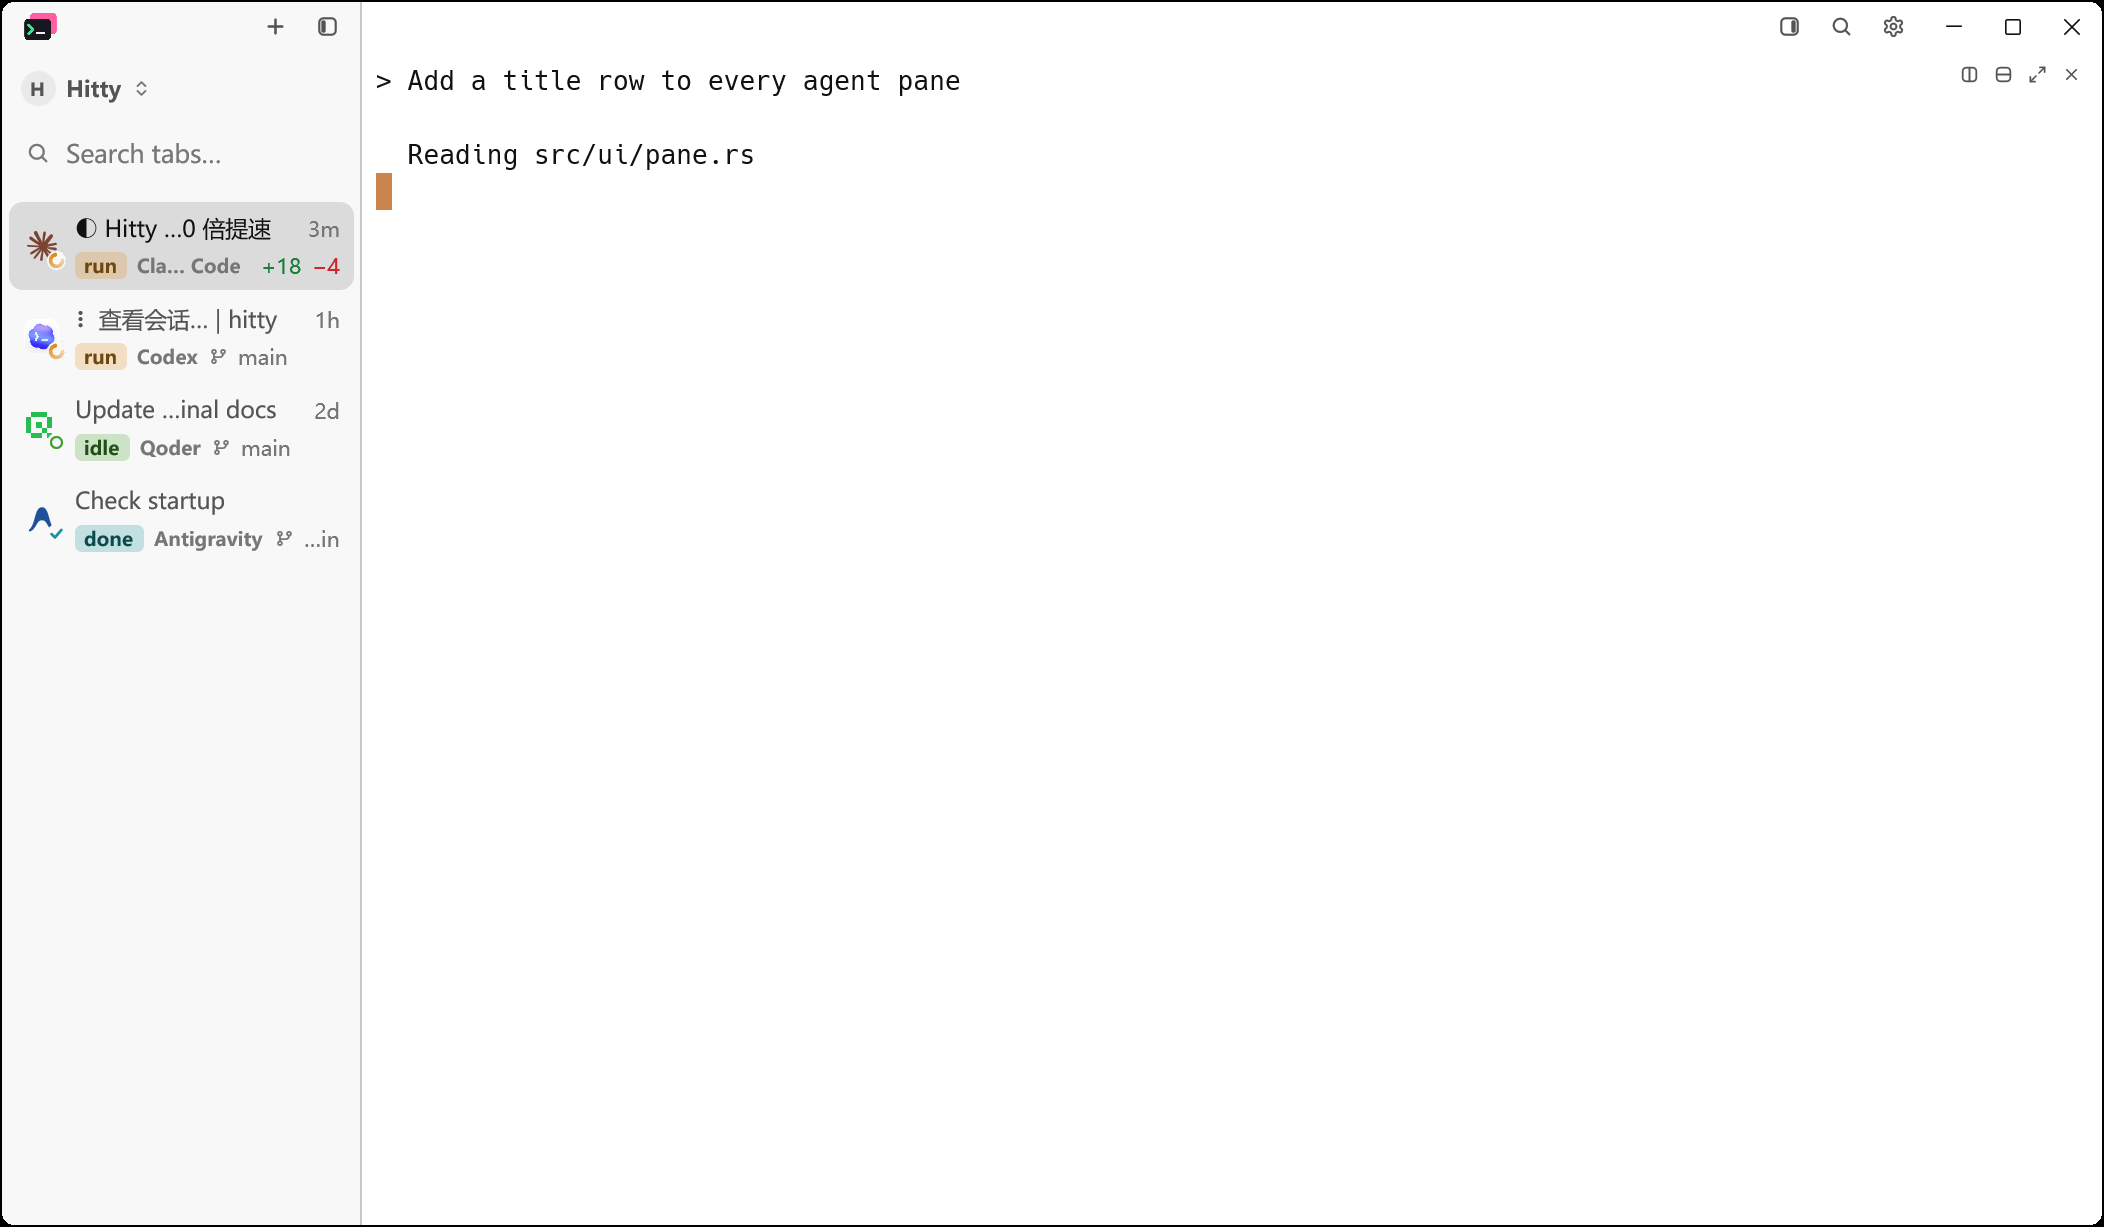 H Hitty
Search tabs...
Hitty ...0 倍提速 3m
run Cla... Code +18 −4
查看会话... | hitty 1h
run Codex main
Update ...inal docs 2d
idle Qoder main
Check startup
done Antigravity ...in
> Add a title row to every agent pane
Reading src/ui/pane.rs